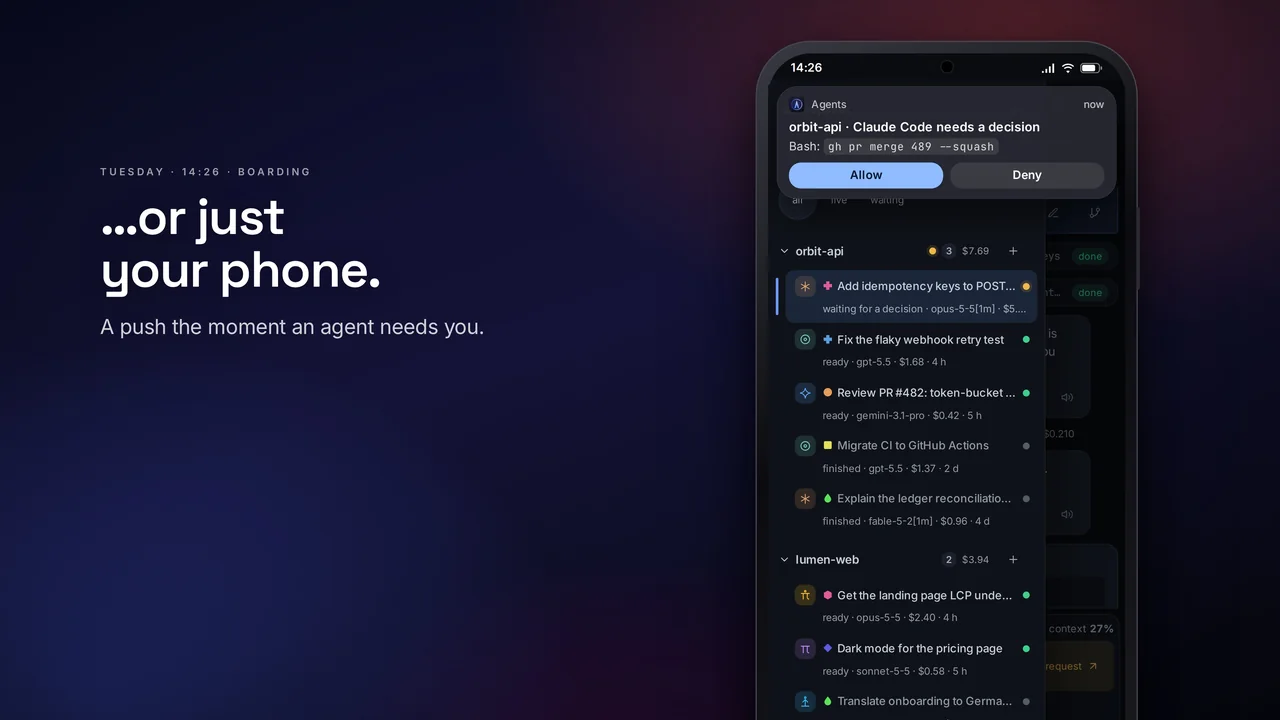 TUESDAY · 14:26 · BOARDING
...or just
your phone.
A push the moment an agent needs you.
14:26
Agents
now
orbit-api · Claude Code needs a decision
Bash: gh pr merge 489 --squash
Allow
Deny
all
live
waiting
orbit-api
3
$7.69
Add idempotency keys to POST…
waiting for a decision · opus-5-5[1m] · $5.…
Fix the flaky webhook retry test
ready · gpt-5.5 · $1.68 · 4 h
Review PR #482: token-bucket …
ready · gemini-3.1-pro · $0.42 · 5 h
Migrate CI to GitHub Actions
finished · gpt-5.5 · $1.37 · 2 d
Explain the ledger reconciliatio…
finished · fable-5-2[1m] · $0.96 · 4 d
lumen-web
2
$3.94
Get the landing page LCP unde…
ready · opus-5-5 · $2.40 · 4 h
Dark mode for the pricing page
ready · sonnet-5-5 · $0.58 · 5 h
Translate onboarding to Germa…
done
done
is
$0.210
context 27%
request